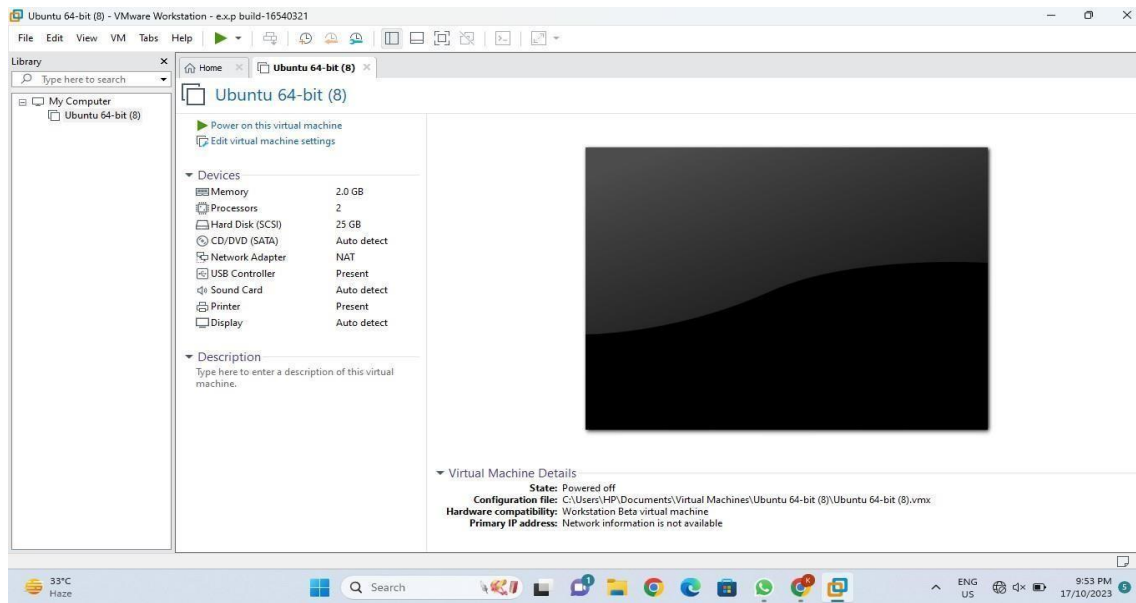 Ubuntu 64-bit (8) - VMware Workstation - e.x.p build-16540321
File Edit View VM Tabs Help
Library
Type here to search
My Computer
Ubuntu 64-bit (8)
Home
Ubuntu 64-bit (8)
Ubuntu 64-bit (8)
Power on this virtual machine
Edit virtual machine settings
Devices
Memory 2.0 GB
Processors 2
Hard Disk (SCSI) 25 GB
CD/DVD (SATA) Auto detect
Network Adapter NAT
USB Controller Present
Sound Card Auto detect
Printer Present
Display Auto detect
Description
Type here to enter a description of this virtual
machine.
Virtual Machine Details
State: Powered off
Configuration file: C:\Users\HP\Documents\Virtual Machines\Ubuntu 64-bit (8)\Ubuntu 64-bit (8).vmx
Hardware compatibility: Workstation Beta virtual machine
Primary IP address: Network information is not available
33°C
Haze
Search
1
K
ENG
US
9:53 PM
17/10/2023
5